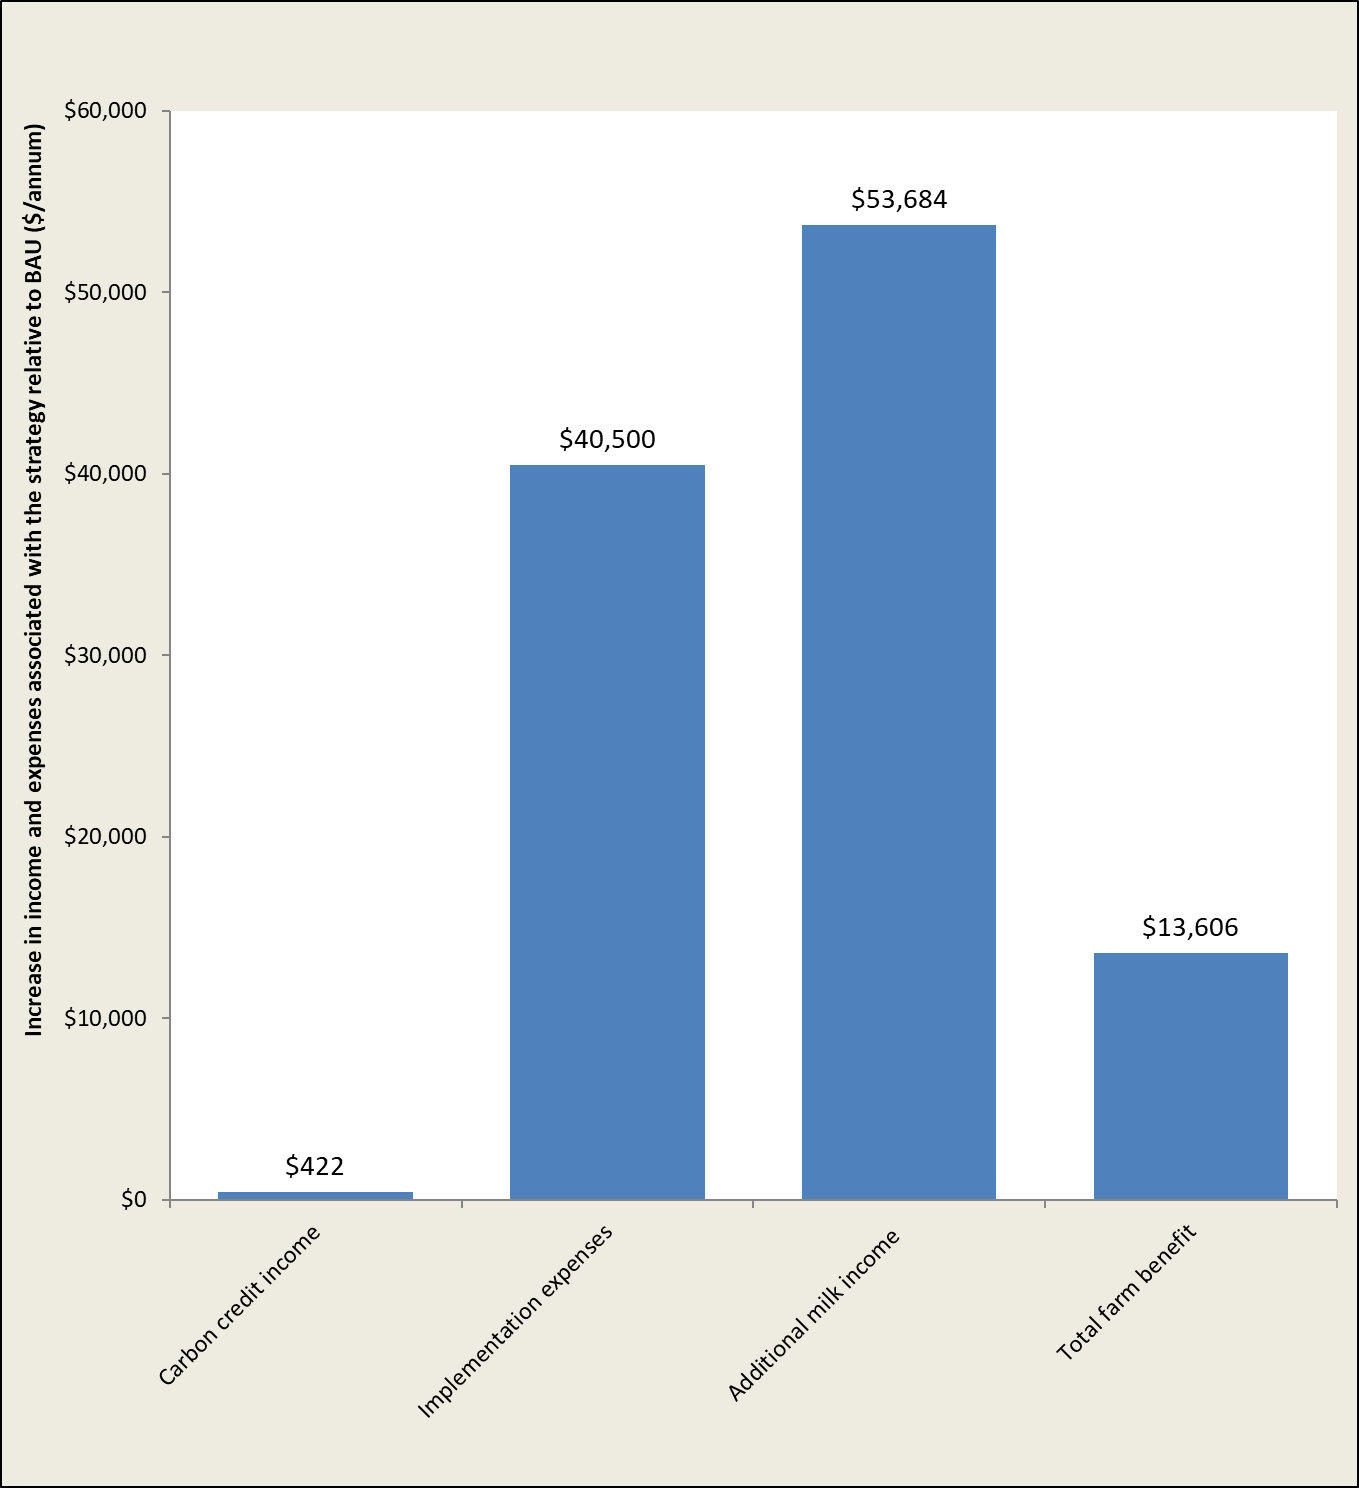 Increase in income and expenses associated with the strategy relative to BAU ($/annum)
$60,000
$50,000
$40,000
$30,000
$20,000
$10,000
$0
$422
$40,500
$53,684
$13,606
Carbon credit income
Implementation expenses
Additional milk income
Total farm benefit